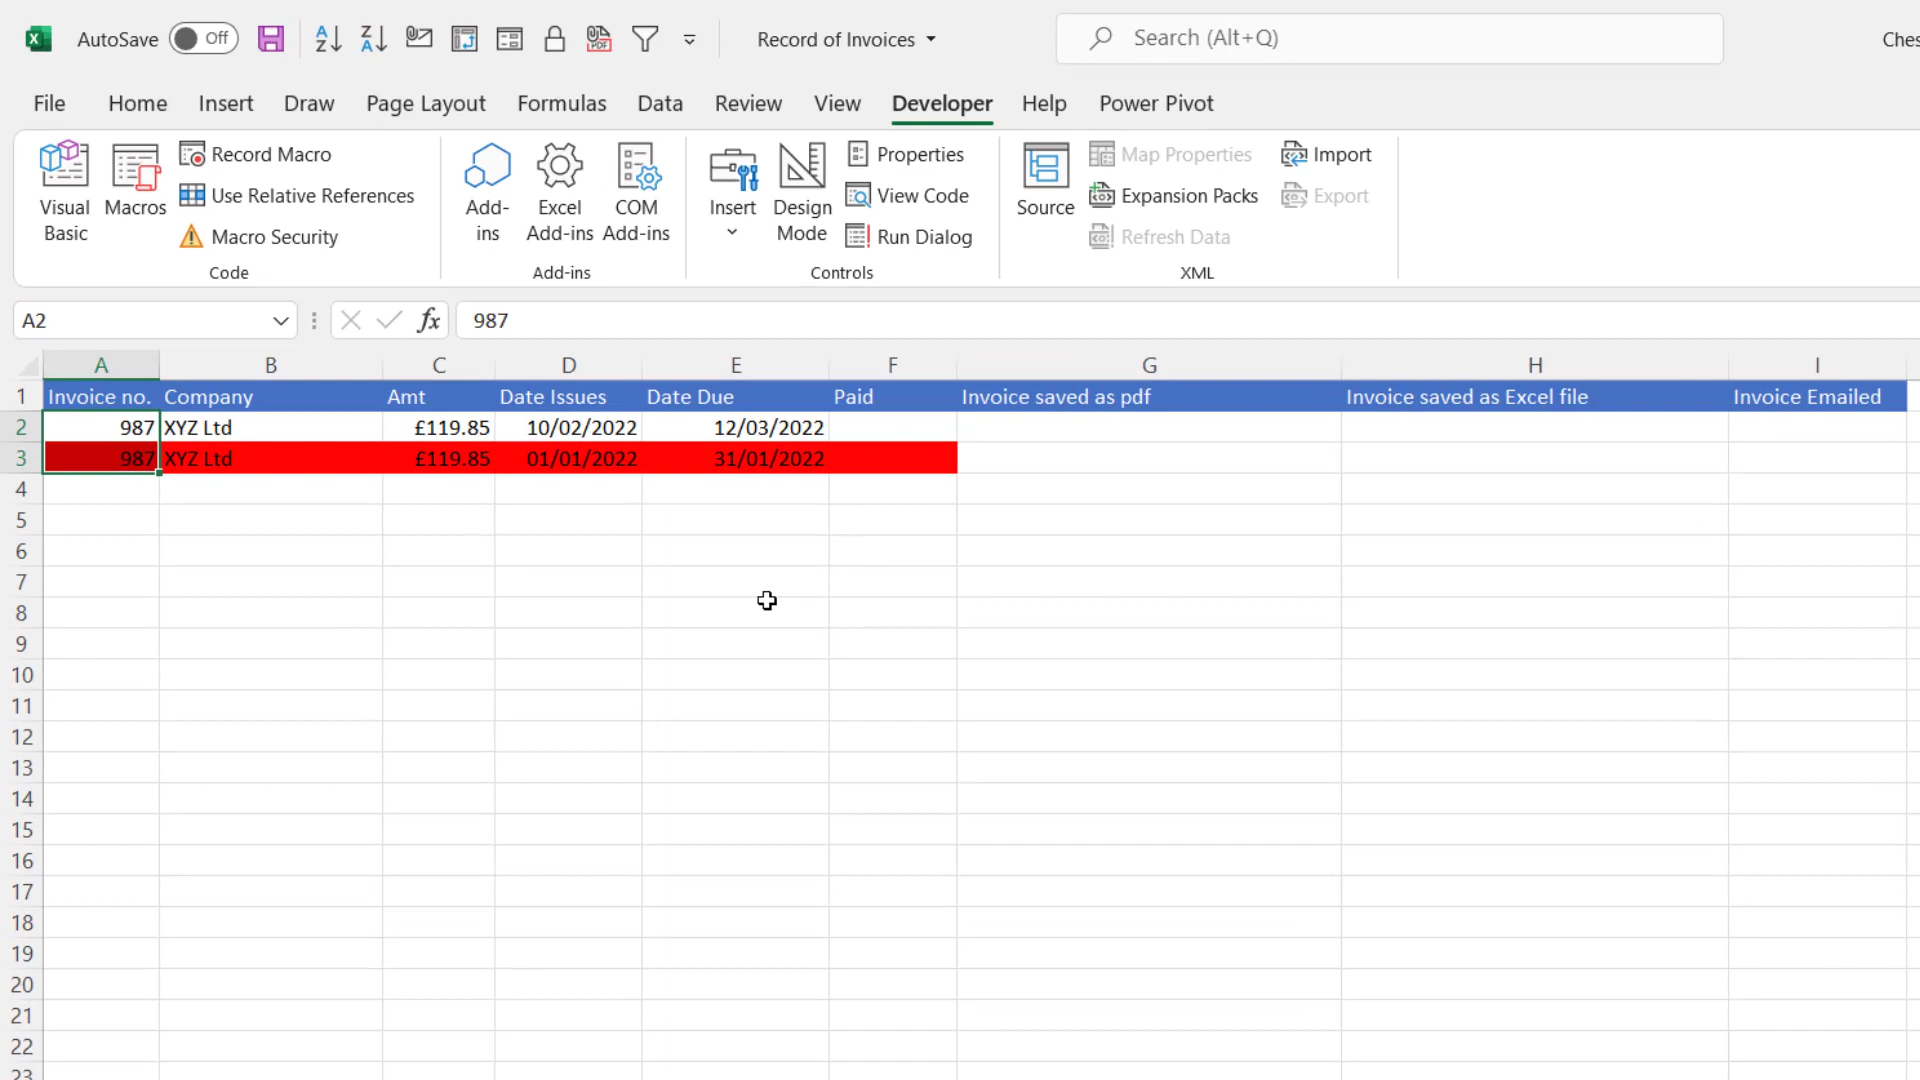 AutoSave Off Record of Invoices Search (Alt+Q) Ches
File Home Insert Draw Page Layout Formulas Data Review View Developer Help Power Pivot
Visual Basic
Macros
Record Macro
Use Relative References
Macro Security
Code
Add-ins
Excel Add-ins
COM Add-ins
Add-ins
Insert
Design Mode
Properties
View Code
Run Dialog
Controls
Source
Map Properties
Expansion Packs
Refresh Data
Import
Export
XML
A2 fx 987
A B C D E F G H I
1 Invoice no. Company Amt Date Issues Date Due Paid Invoice saved as pdf Invoice saved as Excel file Invoice Emailed
2 987 XYZ Ltd £119.85 10/02/2022 12/03/2022
3 987 XYZ Ltd £119.85 01/01/2022 31/01/2022
4
5
6
7
8
9
10
11
12
13
14
15
16
17
18
19
20
21
22
23